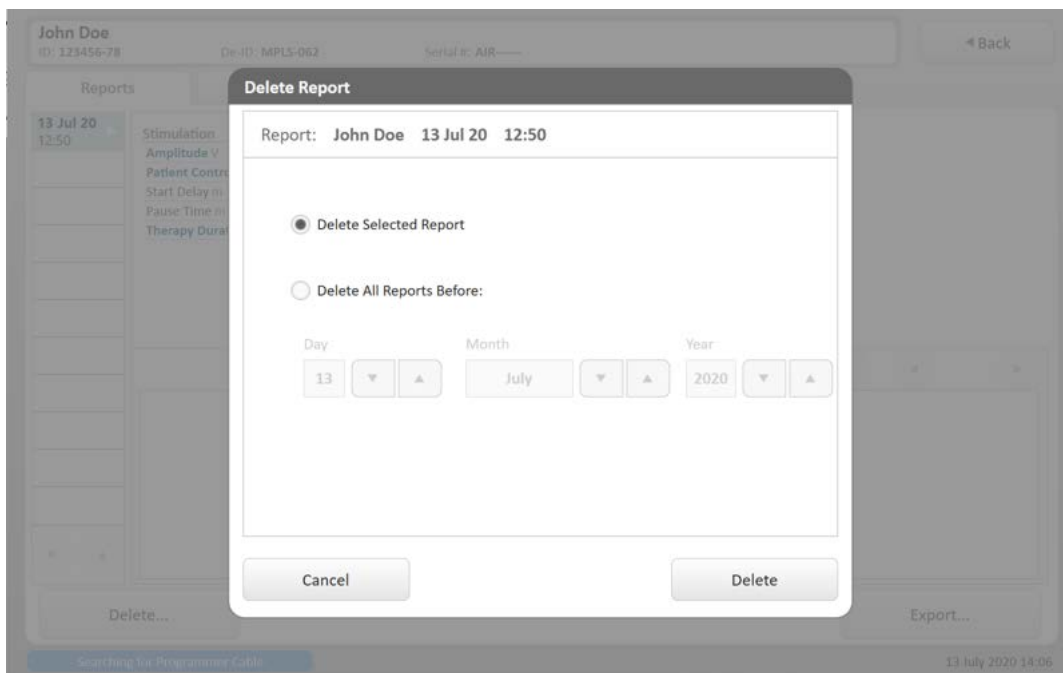 John Doe
ID: 123456-78 De-ID: MPLS-062 Serial #: AIR------
◀ Back
Reports
Delete Report
13 Jul 20
12:50
Report: John Doe 13 Jul 20 12:50
Stimulation
Amplitude V
Patient Contro
Start Delay m
Pause Time m
Therapy Durat
Delete Selected Report
Delete All Reports Before:
Day Month Year
13 ▼ ▲ July ▼ ▲ 2020 ▼ ▲
Cancel Delete
Delete... Export...
Searching for Programmer Cable 13 July 2020 14:06